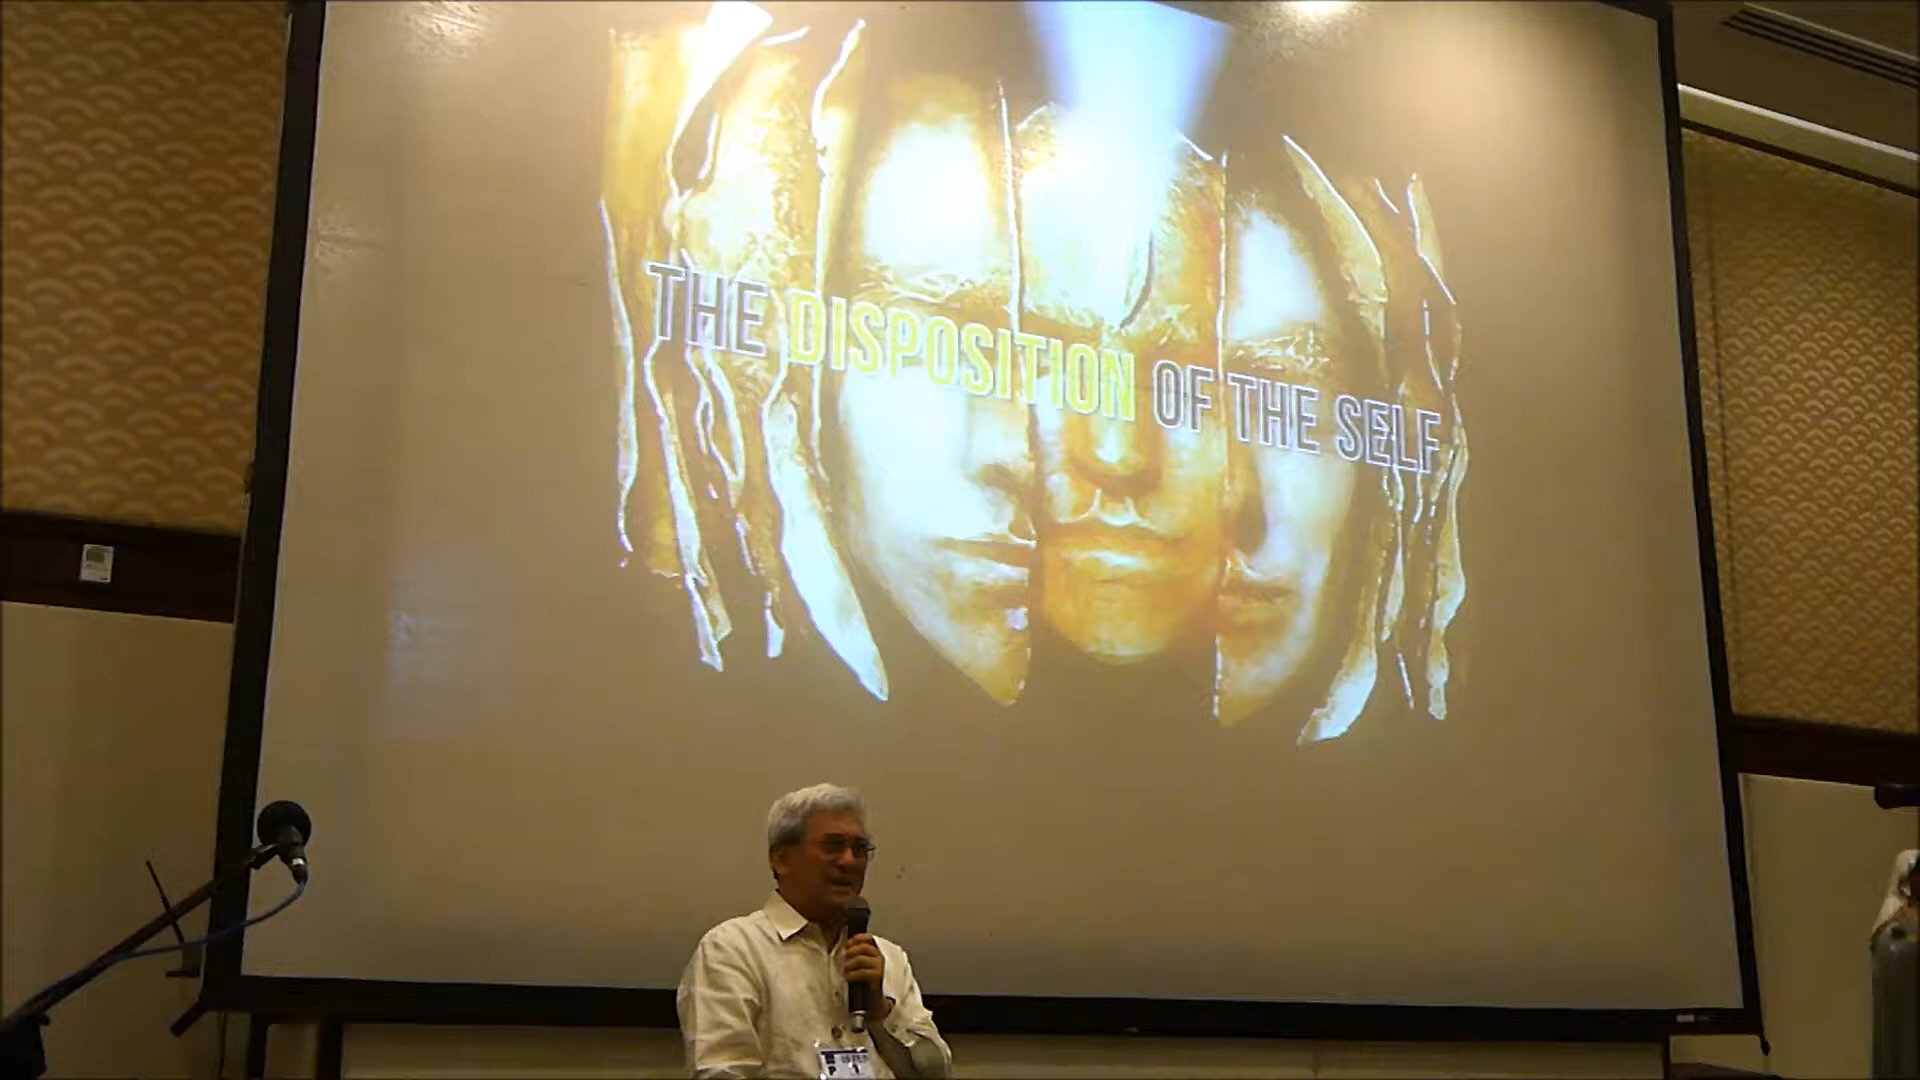 THE DISPOSITION OF THE SELF